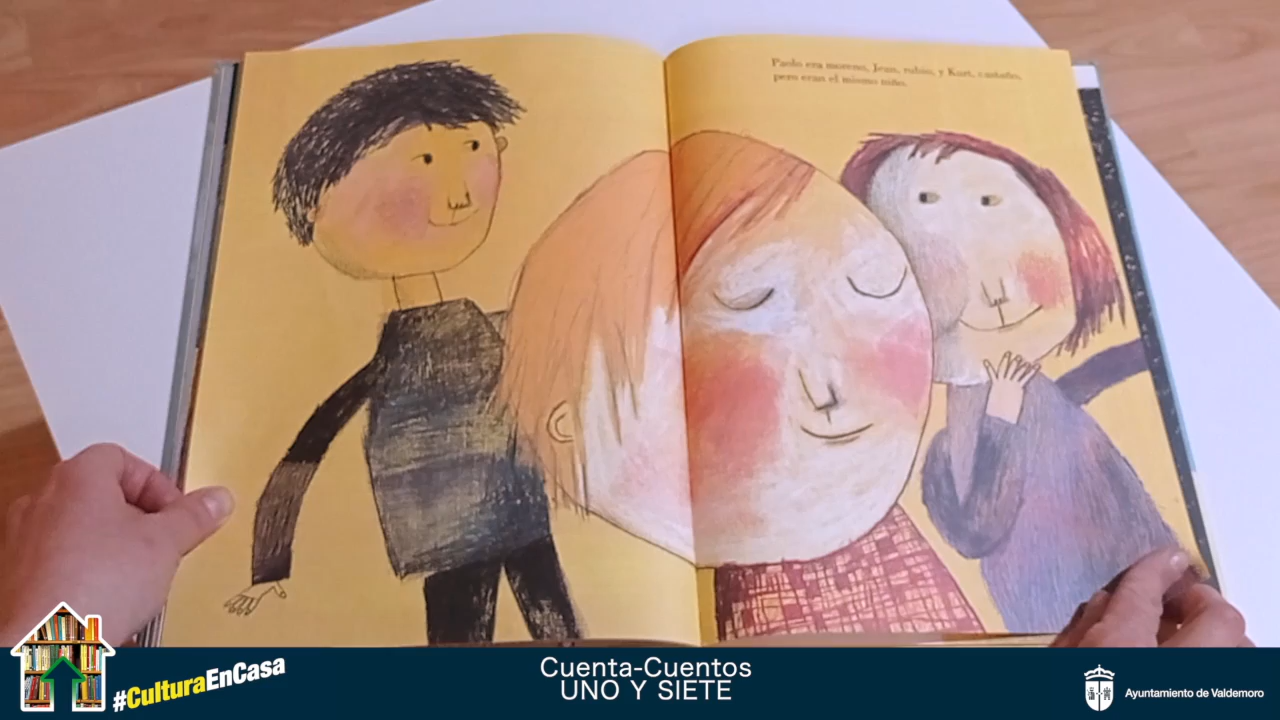 Paolo era moreno, Jean, rubio, y Kurt, castaño,
pero eran el mismo niño.
#CulturaEnCasa
Cuenta-Cuentos
UNO Y SIETE
Ayuntamiento de Valdemoro